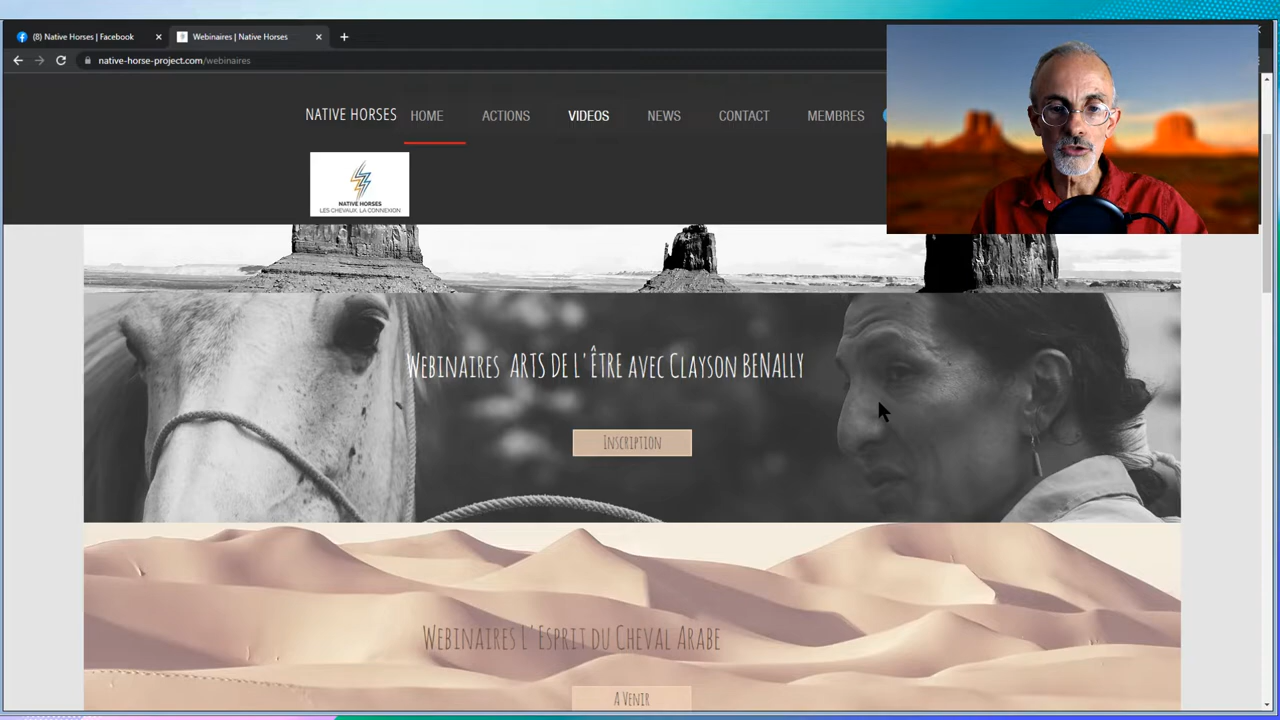 (8) Native Horses | Facebook
Webinaires | Native Horses
native-horse-project.com/webinaires
NATIVE HORSES HOME ACTIONS VIDEOS NEWS CONTACT MEMBRES
NATIVE HORSES
LES CHEVAUX, LA CONNEXION
Webinaires ARTS DE L'ÊTRE avec Clayson BENALLY
Inscription
Webinaires L'Esprit du Cheval Arabe
A Venir